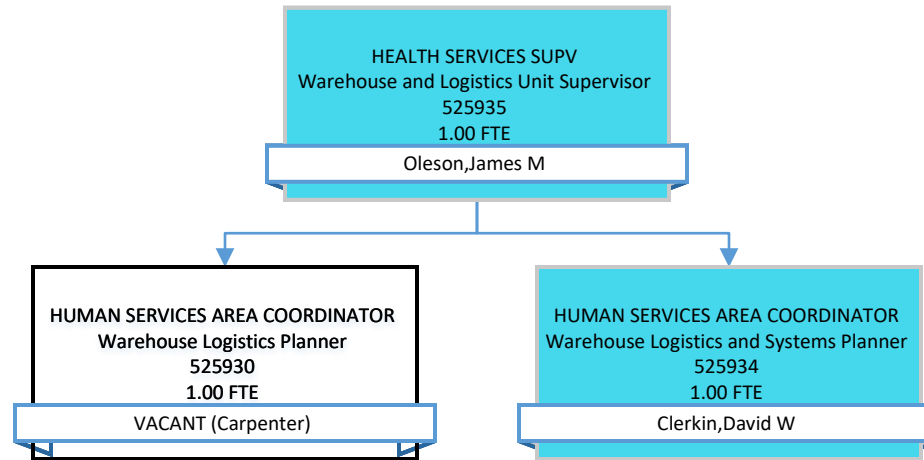 HEALTH SERVICES SUPV
Warehouse and Logistics Unit Supervisor
525935
1.00 FTE
Oleson,James M
HUMAN SERVICES AREA COORDINATOR
Warehouse Logistics Planner
525930
1.00 FTE
VACANT (Carpenter)
HUMAN SERVICES AREA COORDINATOR
Warehouse Logistics and Systems Planner
525934
1.00 FTE
Clerkin,David W